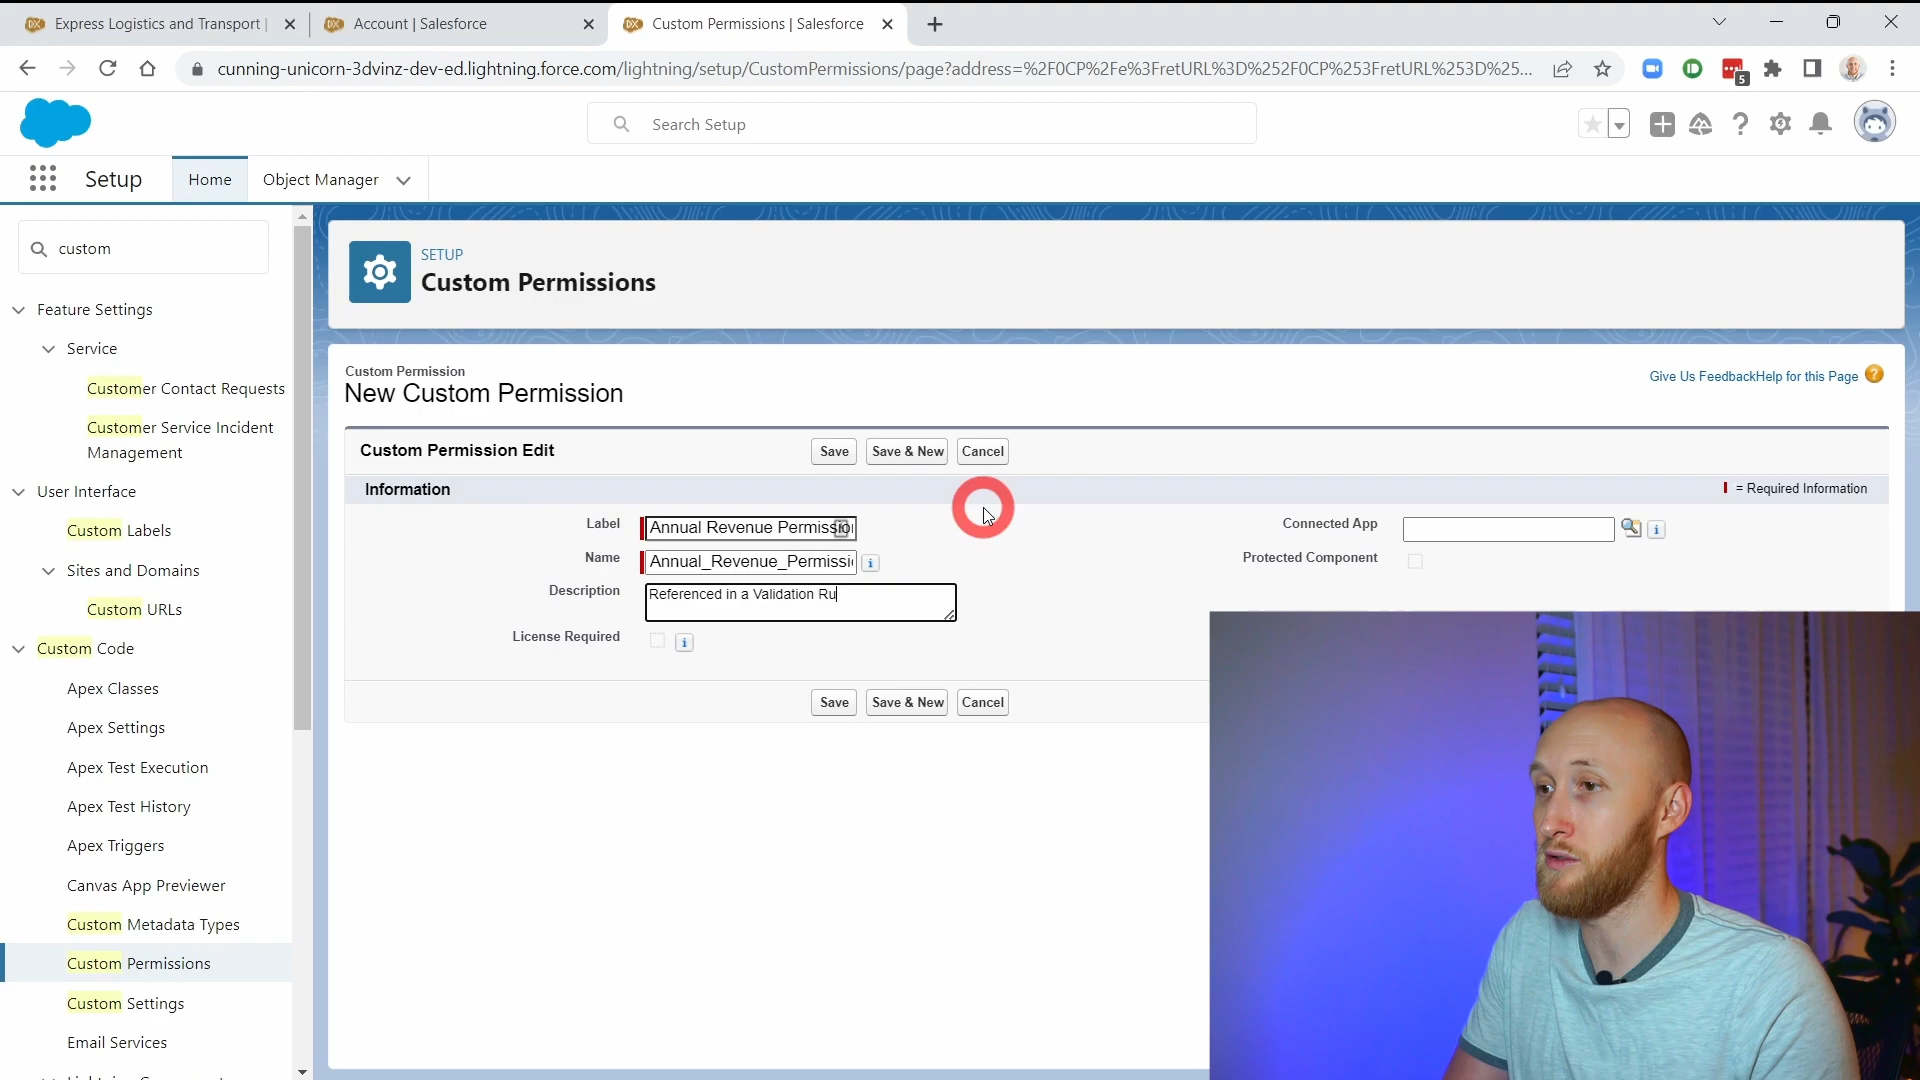 Express Logistics and Transport |
Account | Salesforce
Custom Permissions | Salesforce
cunning-unicorn-3dvinz-dev-ed.lightning.force.com/lightning/setup/CustomPermissions/page?address=%2F0CP%2Fe%3FretURL%3D%252F0CP%253FretURL%253D%25...
5
Search Setup
Setup
Home
Object Manager
custom
Feature Settings
Service
Customer Contact Requests
Customer Service Incident
Management
User Interface
Custom Labels
Sites and Domains
Custom URLs
Custom Code
Apex Classes
Apex Settings
Apex Test Execution
Apex Test History
Apex Triggers
Canvas App Previewer
Custom Metadata Types
Custom Permissions
Custom Settings
Email Services
SETUP
Custom Permissions
Custom Permission
New Custom Permission
Give Us Feedback
Help for this Page
Custom Permission Edit
Save
Save & New
Cancel
Information
= Required Information
Label
Annual Revenue Permissio
Name
Annual_Revenue_Permissi
Description
Referenced in a Validation Ru
License Required
Connected App
Protected Component
Save
Save & New
Cancel